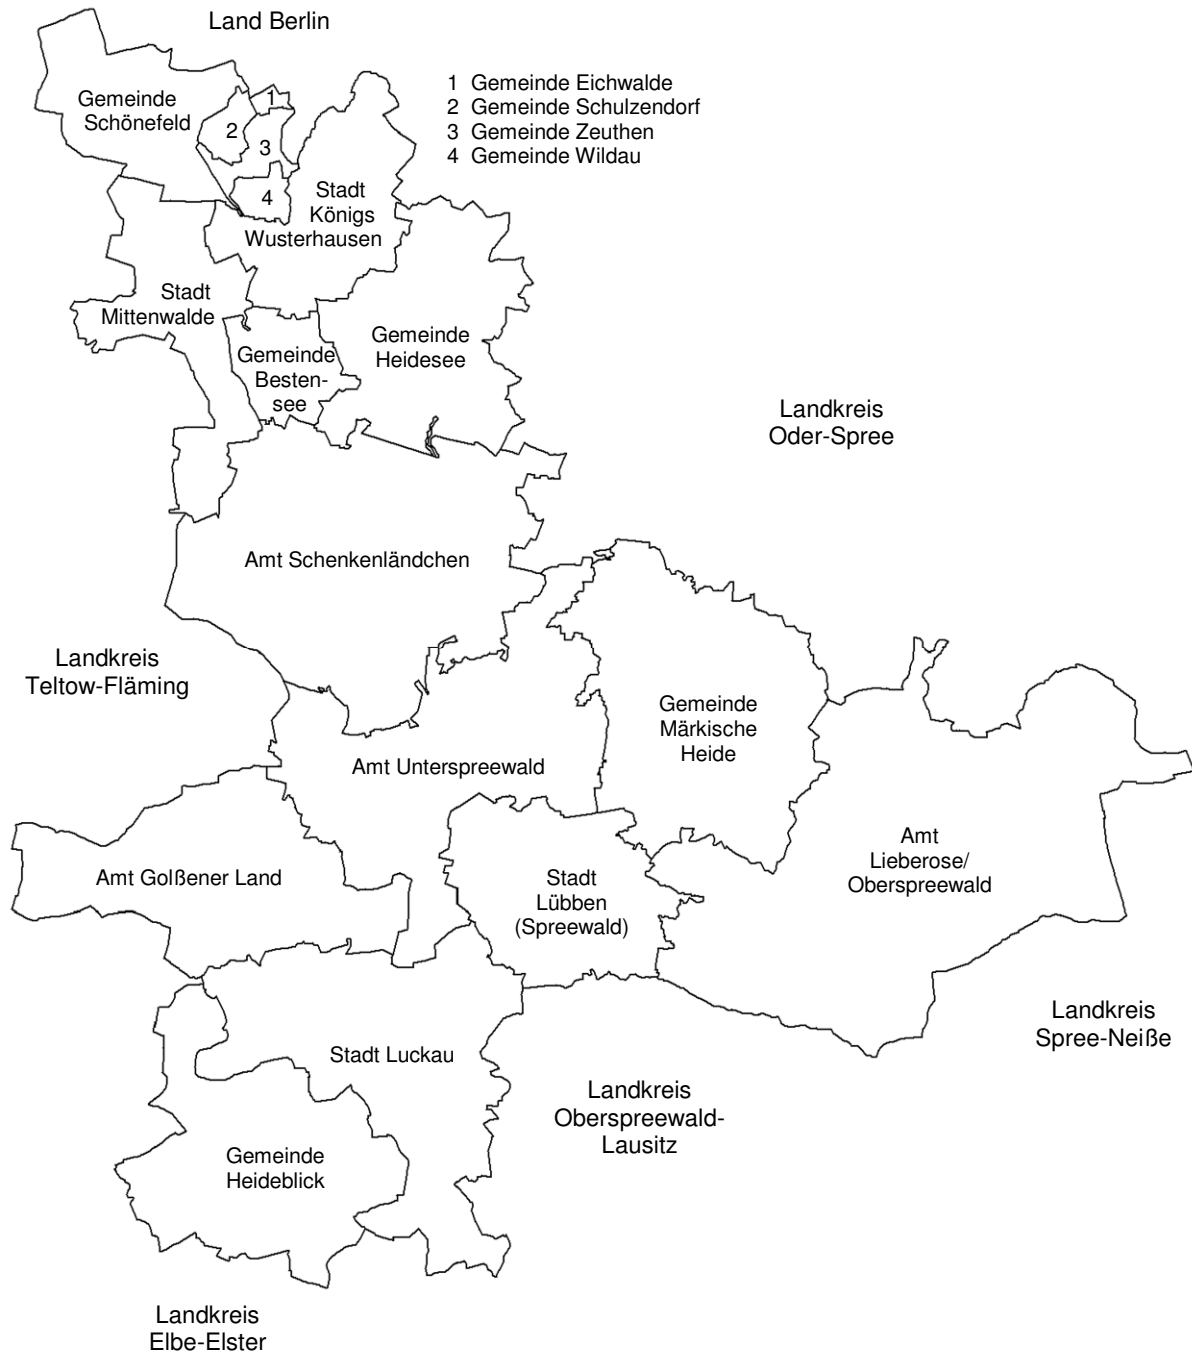 Land Berlin
1 Gemeinde Eichwalde
2 Gemeinde Schulzendorf
3 Gemeinde Zeuthen
4 Gemeinde Wildau
Gemeinde
Schönefeld
1
2
3
4
Stadt
Königs
Wusterhausen
Stadt
Mittenwalde
Gemeinde
Heidesee
Gemeinde
Besten-
see
Landkreis
Oder-Spree
Amt Schenkenländchen
Landkreis
Teltow-Fläming
Gemeinde
Märkische
Heide
Amt Unterspreewald
Amt
Lieberose/
Oberspreewald
Amt Golßener Land
Stadt
Lübben
(Spreewald)
Landkreis
Spree-Neiße
Stadt Luckau
Landkreis
Oberspreewald-
Lausitz
Gemeinde
Heideblick
Landkreis
Elbe-Elster